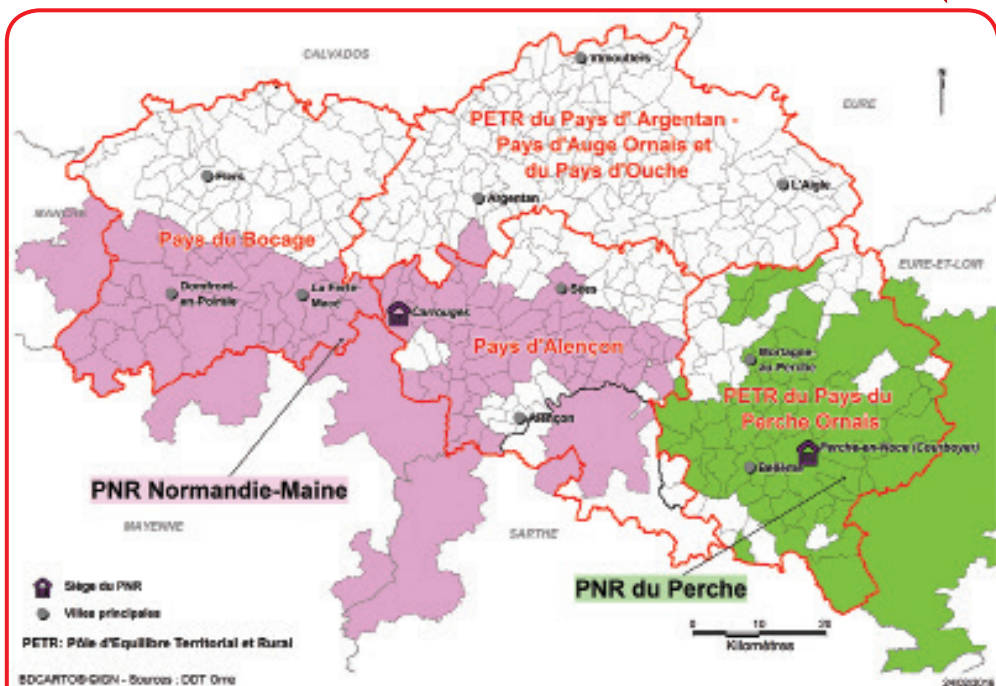 CALVADOS
Vimoutiers
EURE
PETR du Pays d'Argentan -
Pays d'Auge Ornais et
du Pays d'Ouche
Flers
Argentan
L'Aigle
MANCHE
Pays du Bocage
EURE-ET-LOIR
Domfront-
en-Poiraie
La Ferté-
Macé
Sées
Carrouges
Pays d'Alençon
Mortagne-
au-Perche
PETR du Pays du
Perche Ornais
Alençon
Perche-en-Nocé (Courboyer)
Bellême
PNR Normandie-Maine
MAYENNE
SARTHE
PNR du Perche
Siège du PNR
Villes principales
PETR: Pôle d'Equilibre Territorial et Rural
0 10 20
Kilomètres
BDCARTO®©IGN - Sources : DDT Orne